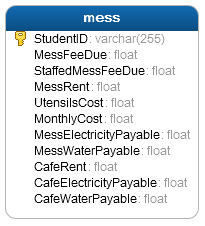 mess
StudentID: varchar(255)
MessFeeDue: float
StaffedMessFeeDue: float
MessRent: float
UtensilsCost: float
MonthlyCost: float
MessElectricityPayable: float
MessWaterPayable: float
CafeRent: float
CafeElectricityPayable: float
CafeWaterPayable: float